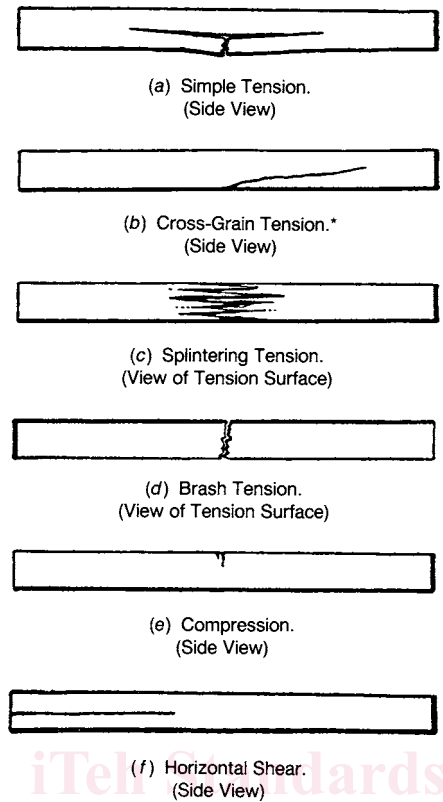 (a) Simple Tension.
(Side View)
(b) Cross-Grain Tension.*
(Side View)
(c) Splintering Tension.
(View of Tension Surface)
(d) Brash Tension.
(View of Tension Surface)
(e) Compression.
(Side View)
iTeh Standards
(f) Horizontal Shear.
(Side View)